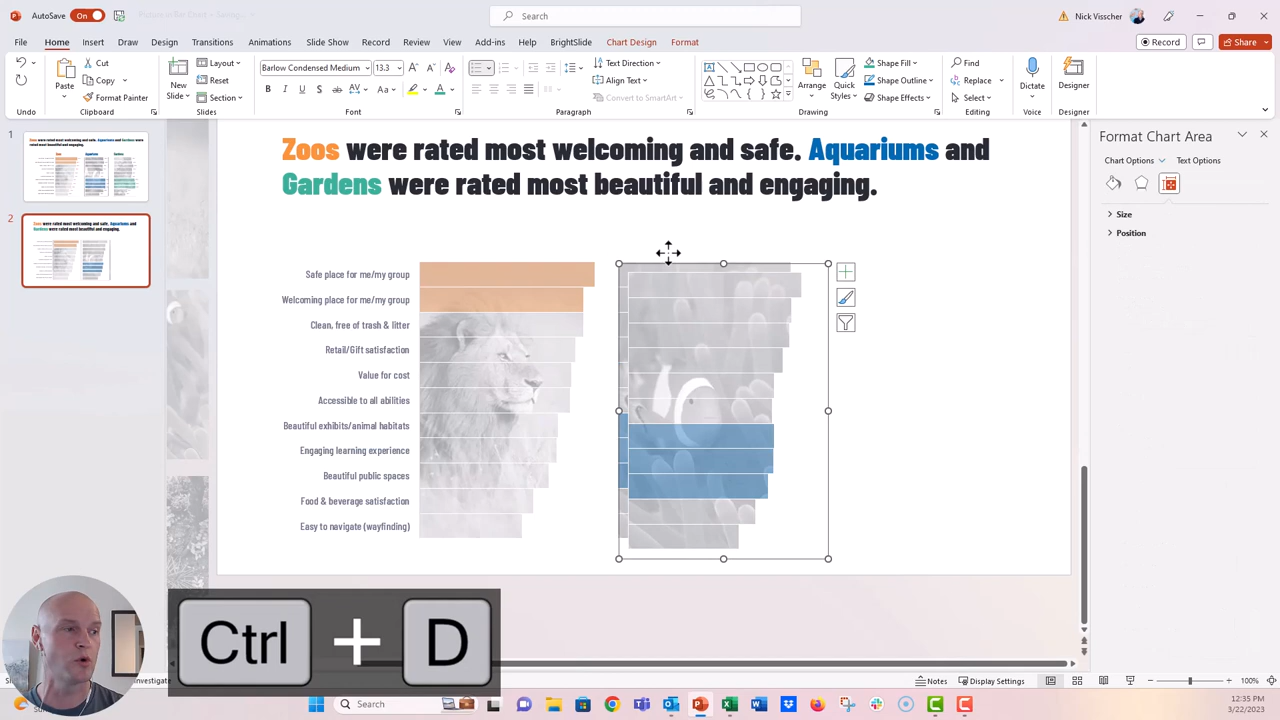 AutoSave On Picture in Bar Chart - Saving... Search Nick Visscher
File Home Insert Draw Design Transitions Animations Slide Show Record Review View Add-ins Help BrightSlide Chart Design Format Record Share
Paste Cut Copy Format Painter New Slide Layout Reset Section Barlow Condensed Medium 13.3 Text Direction Align Text Convert to SmartArt Arrange Quick Styles Shape Fill Shape Outline Shape Effects Find Replace Select Dictate Designer
Undo Clipboard Slides Font Paragraph Drawing Editing Voice Designer
1
2
Zoos were rated most welcoming and safe. Aquariums and
Gardens were rated most beautiful and engaging.
Safe place for me/my group
Welcoming place for me/my group
Clean, free of trash & litter
Retail/Gift satisfaction
Value for cost
Accessible to all abilities
Beautiful exhibits/animal habitats
Engaging learning experience
Beautiful public spaces
Food & beverage satisfaction
Easy to navigate (wayfinding)
Format Chart Area
Chart Options Text Options
Size
Position
Ctrl + D
Notes Display Settings 100%
Search
12:35 PM
3/22/2023